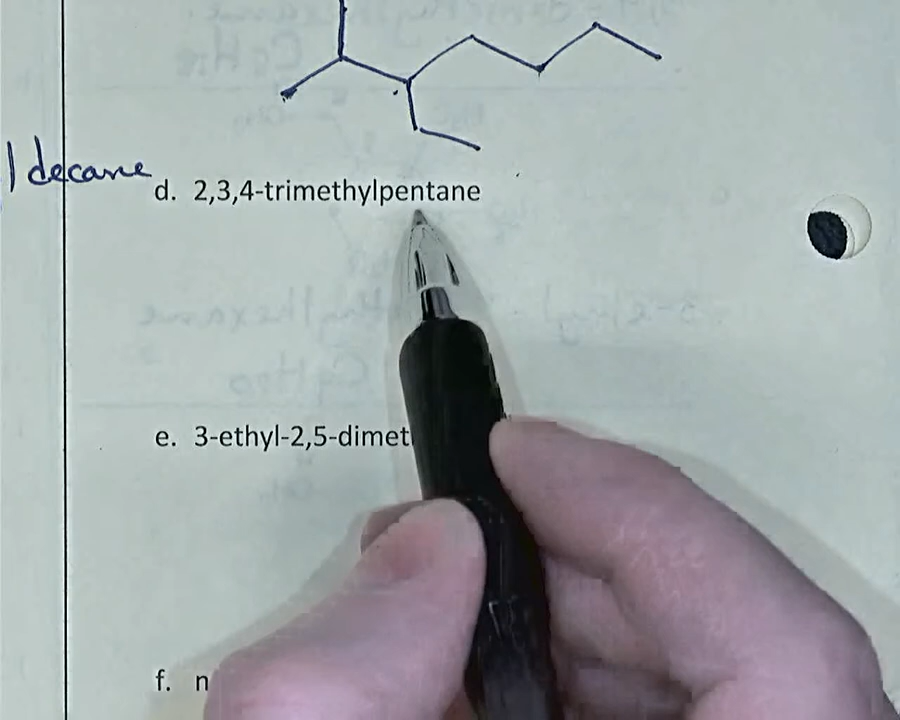 decane
d. 2,3,4-trimethylpentane
e. 3-ethyl-2,5-dimet
f. n